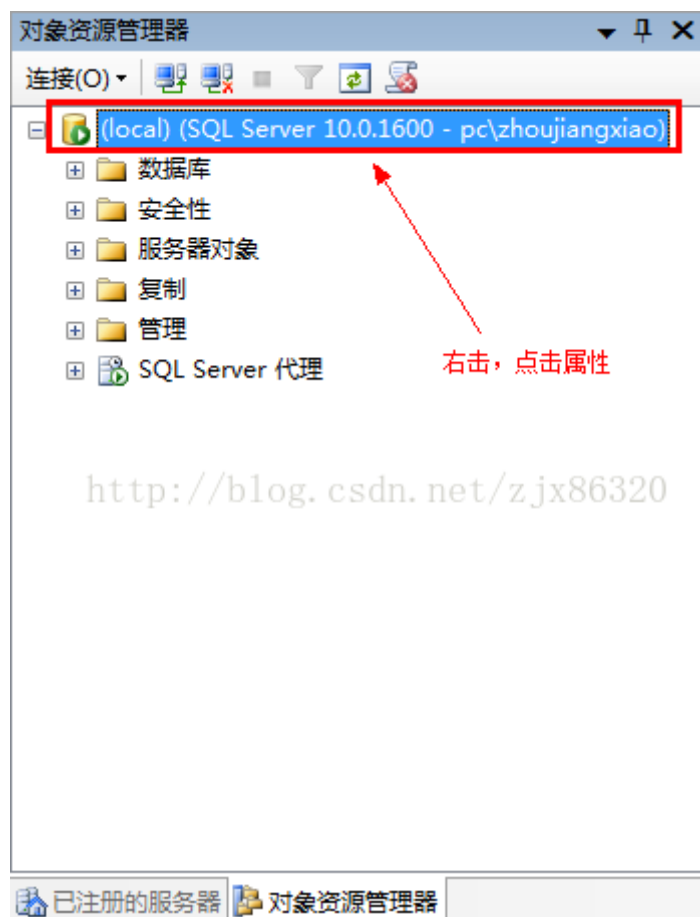 对象资源管理器
连接(O)
(local) (SQL Server 10.0.1600 - pc\zhoujiangxiao)
数据库
安全性
服务器对象
复制
管理
SQL Server 代理
右击，点击属性
http://blog.csdn.net/zjx86320
已注册的服务器 对象资源管理器